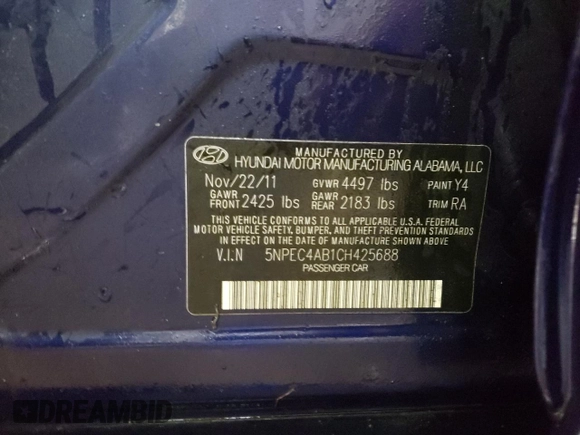 MANUFACTURED BY
HYUNDAI MOTOR MANUFACTURING ALABAMA, LLC
Nov/22/11 GVWR 4497 lbs PAINT Y4
GAWR FRONT 2425 lbs GAWR REAR 2183 lbs TRIM RA
THIS VEHICLE CONFORMS TO ALL APPLICABLE U.S.A. FEDERAL
MOTOR VEHICLE SAFETY, BUMPER, AND THEFT PREVENTION STANDARDS
IN EFFECT ON THE DATE OF MANUFACTURE SHOWN ABOVE.
V.I.N 5NPEC4AB1CH425688
PASSENGER CAR
DREAMBID